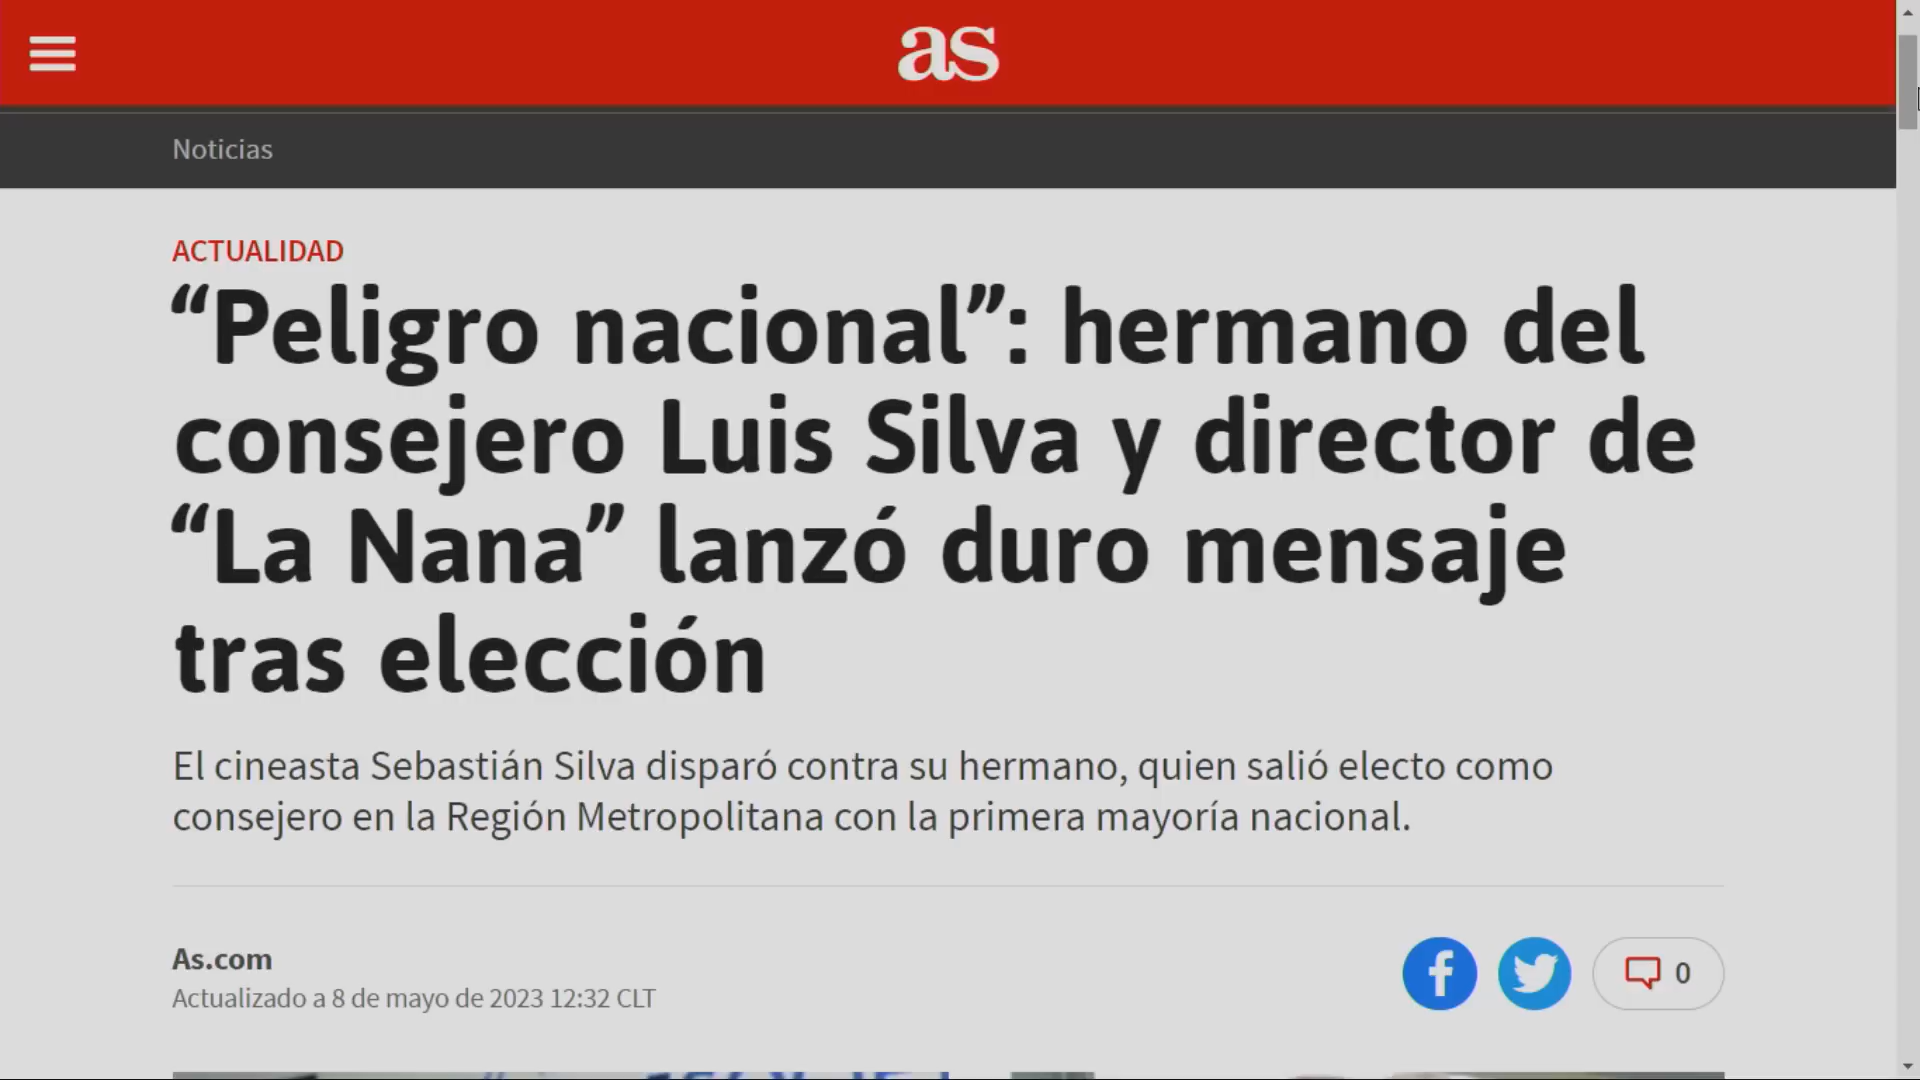 as
Noticias
ACTUALIDAD
“Peligro nacional”: hermano del
consejero Luis Silva y director de
“La Nana” lanzó duro mensaje
tras elección
El cineasta Sebastián Silva disparó contra su hermano, quien salió electo como
consejero en la Región Metropolitana con la primera mayoría nacional.
As.com
Actualizado a 8 de mayo de 2023 12:32 CLT
0